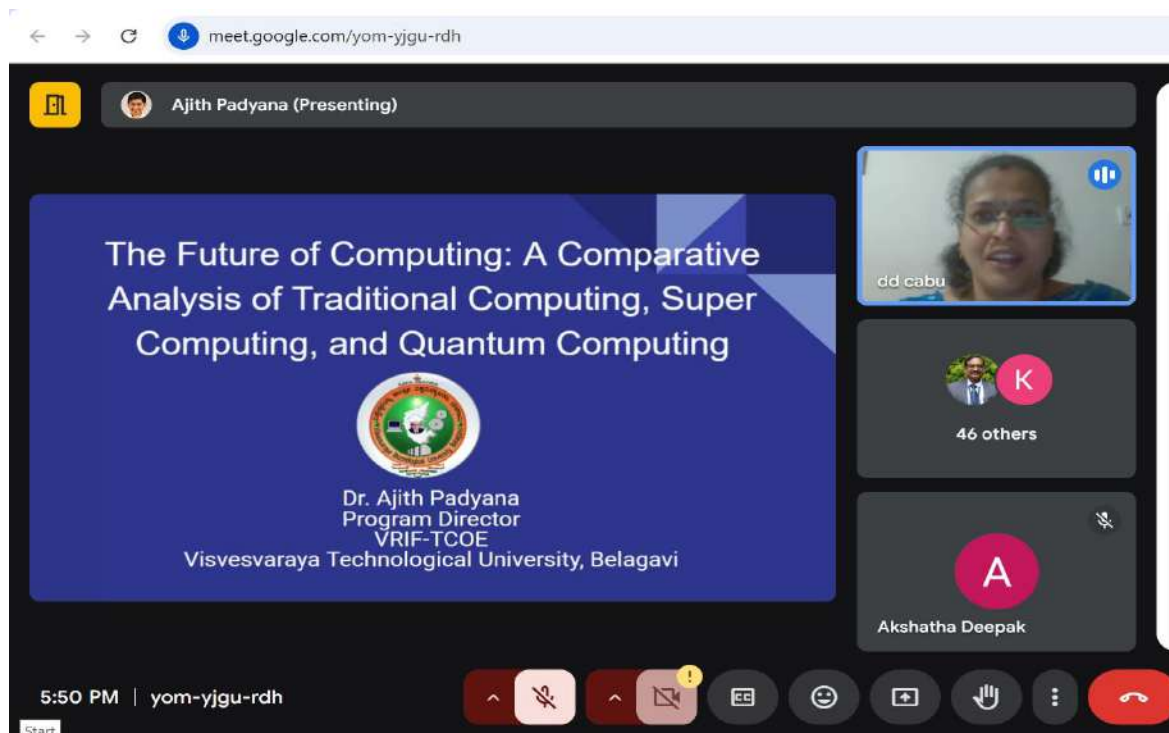 meet.google.com/yom-yjgu-rdh
Ajith Padyana (Presenting)
The Future of Computing: A Comparative
Analysis of Traditional Computing, Super
Computing, and Quantum Computing
Dr. Ajith Padyana
Program Director
VRIF-TCOE
Visvesvaraya Technological University, Belagavi
dd cabu
K
46 others
A
Akshatha Deepak
5:50 PM | yom-yjgu-rdh
CC
Start